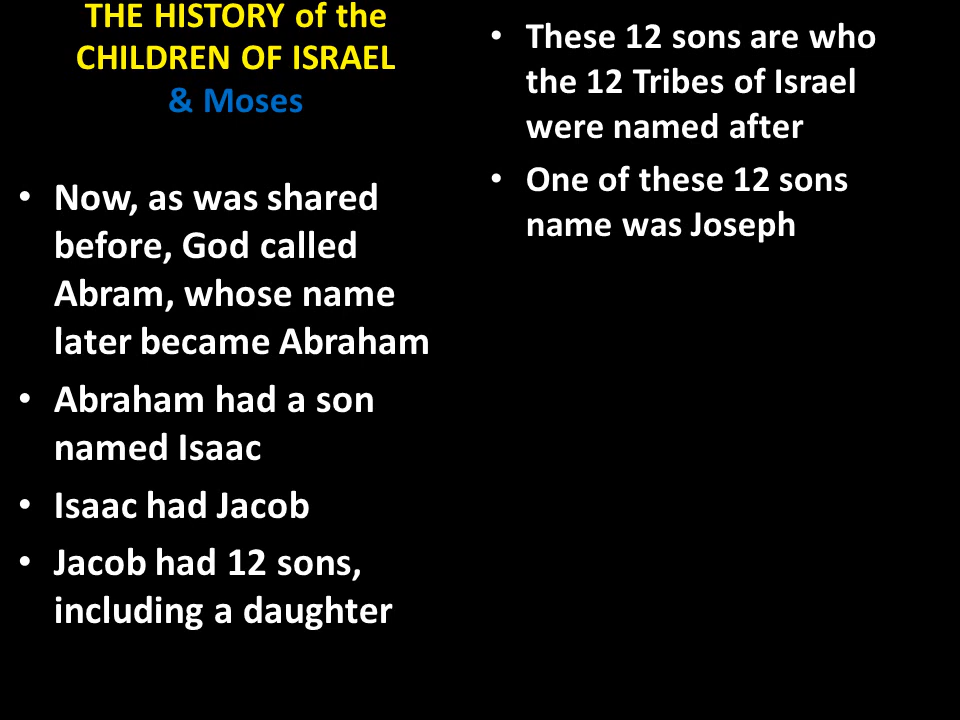 THE HISTORY of the
CHILDREN OF ISRAEL
& Moses
• Now, as was shared
before, God called
Abram, whose name
later became Abraham
• Abraham had a son
named Isaac
• Isaac had Jacob
• Jacob had 12 sons,
including a daughter
• These 12 sons are who
the 12 Tribes of Israel
were named after
• One of these 12 sons
name was Joseph